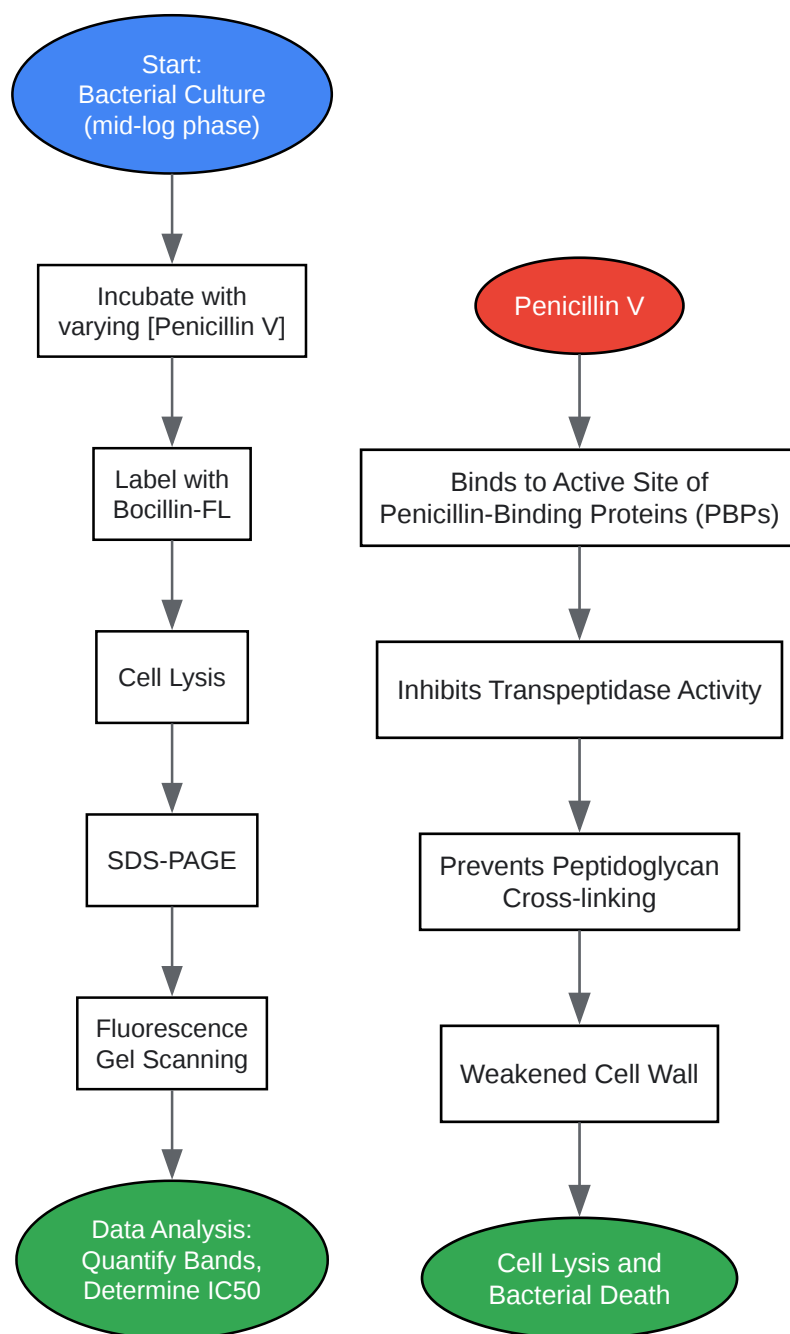 Start:
Bacterial Culture
(mid-log phase)
Incubate with
varying [Penicillin V]
Label with
Bocillin-FL
Cell Lysis
SDS-PAGE
Fluorescence
Gel Scanning
Data Analysis:
Quantify Bands,
Determine IC50
Penicillin V
Binds to Active Site of
Penicillin-Binding Proteins (PBPs)
Inhibits Transpeptidase Activity
Prevents Peptidoglycan
Cross-linking
Weakened Cell Wall
Cell Lysis and
Bacterial Death